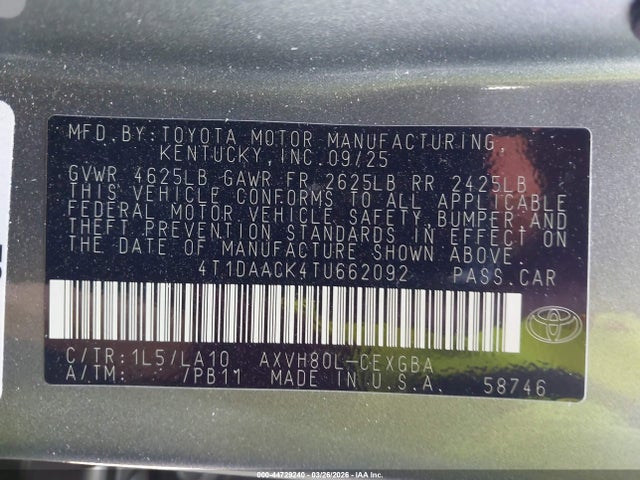 MFD.BY: TOYOTA MOTOR MANUFACTURING,
KENTUCKY, INC. 09/25
GVWR 4625LB GAWR FR 2625LB RR 2425LB
THIS VEHICLE CONFORMS TO ALL APPLICABLE
FEDERAL MOTOR VEHICLE SAFETY, BUMPER AND
THEFT PREVENTION STANDARDS IN EFFECT ON
THE DATE OF MANUFACTURE SHOWN ABOVE.
4T1DAACK4TU662092 PASS.CAR
C/TR: 1L5/LA10 AXVH80L-CEXGBA
A/TM: 7PB11 MADE IN U.S.A. 58746
000-44729240 - 03/26/2026 - IAA Inc.